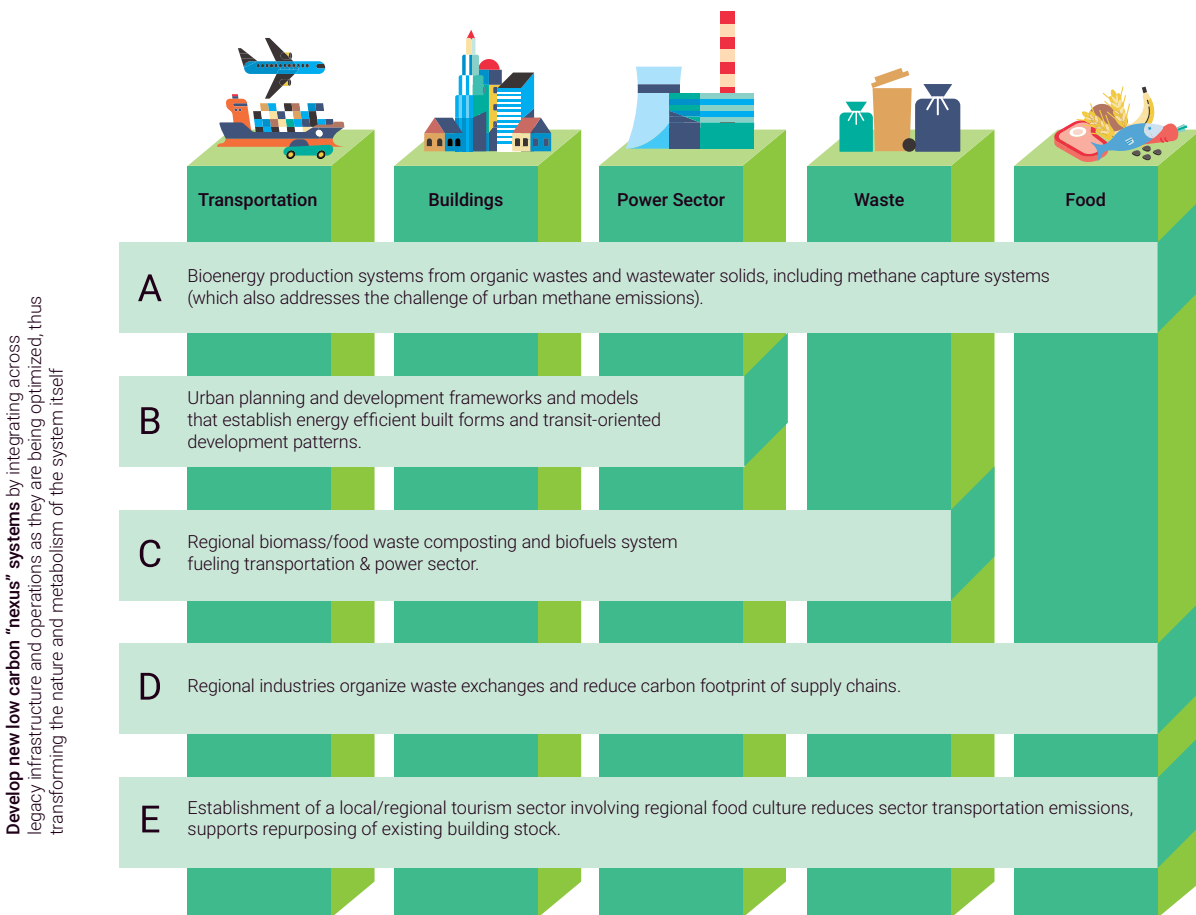 Transportation
Buildings
Power Sector
Waste
Food
A
Bioenergy production systems from organic wastes and wastewater solids, including methane capture systems
(which also addresses the challenge of urban methane emissions).
B
Urban planning and development frameworks and models
that establish energy efficient built forms and transit-oriented
development patterns.
C
Regional biomass/food waste composting and biofuels system
fueling transportation & power sector.
D
Regional industries organize waste exchanges and reduce carbon footprint of supply chains.
E
Establishment of a local/regional tourism sector involving regional food culture reduces sector transportation emissions,
supports repurposing of existing building stock.
Develop new low carbon “nexus” systems by integrating across
legacy infrastructure and operations as they are being optimized, thus
transforming the nature and metabolism of the system itself